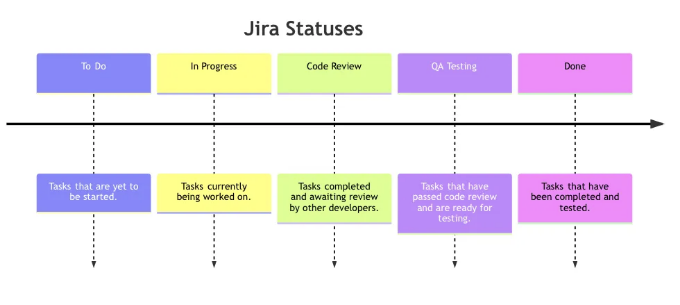 Jira Statuses
To Do
In Progress
Code Review
QA Testing
Done
Tasks that are yet to
be started.
Tasks currently
being worked on.
Tasks completed
and awaiting review
by other developers.
Tasks that have
passed code review
and are ready for
testing.
Tasks that have
been completed and
tested.